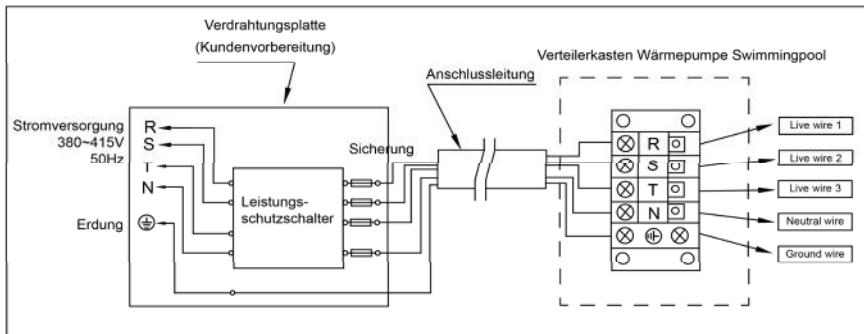 Verdrahtungsplatte
(Kundenvorbereitung)
Verteilerkasten Wärmepumpe Swimmingpool
Anschlussleitung
Stromversorgung
380~415V
50Hz
R
S
T
N
Erdung
Sicherung
Leistungs-
schutzschalter
R
S
T
N
Live wire 1
Live wire 2
Live wire 3
Neutral wire
Ground wire